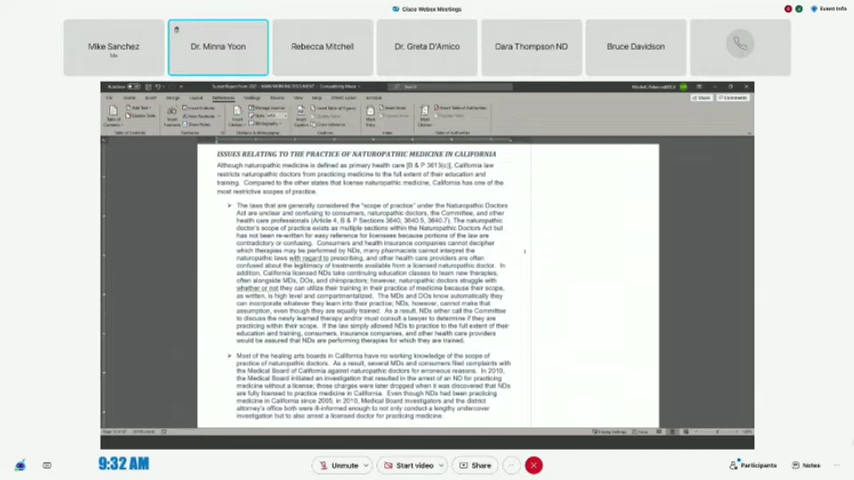 Cisco Webex Meetings
Event Info
Mike Sanchez
Me
Dr. Minna Yoon
Rebecca Mitchell
Dr. Greta D'Amico
Dara Thompson ND
Bruce Davidson
Search
Share
Comments
ISSUES RELATING TO THE PRACTICE OF NATUROPATHIC MEDICINE IN CALIFORNIA
Although naturopathic medicine is defined as primary health care [B & P 3613(c)], California law
restricts naturopathic doctors from practicing medicine to the full extent of their education and
training. Compared to the other states that license naturopathic medicine, California has one of the
most restrictive scopes of practice.
➢ The laws that are generally considered the "scope of practice" under the Naturopathic Doctors
Act are unclear and confusing to consumers, naturopathic doctors, the Committee, and other
health care professionals (Article 4, B & P Sections 3640, 3640.5, 3640.7). The naturopathic
doctor's scope of practice exists as multiple sections within the Naturopathic Doctors Act but
has not been re-written for easy reference for licensees because portions of the law are
contradictory or confusing. Consumers and health insurance companies cannot decipher
which therapies may be performed by NDs, many pharmacists cannot interpret the
naturopathic laws with regard to prescribing, and other health care providers are often
confused about the legitimacy of treatments available from a licensed naturopathic doctor. In
addition, California licensed NDs take continuing education classes to learn new therapies,
often alongside MDs, DOs, and chiropractors; however, naturopathic doctors struggle with
whether or not they can utilize their training in their practice of medicine because their scope,
as written, is high level and compartmentalized. The MDs and DOs know automatically they
can incorporate whatever they learn into their practice; NDs, however, cannot make that
assumption, even though they are equally trained. As a result, NDs either call the Committee
to discuss the newly learned therapy and/or must consult a lawyer to determine if they are
practicing within their scope. If the law simply allowed NDs to practice to the full extent of their
education and training, consumers, insurance companies, and other health care providers
would be assured that NDs are performing therapies for which they are trained.
➢ Most of the healing arts boards in California have no working knowledge of the scope of
practice of naturopathic doctors. As a result, several MDs and consumers filed complaints with
the Medical Board of California against naturopathic doctors for erroneous reasons. In 2010,
the Medical Board initiated an investigation that resulted in the arrest of an ND for practicing
medicine without a license; those charges were later dropped when it was discovered that NDs
are fully licensed to practice medicine in California. Even though NDs had been practicing
medicine in California since 2005, in 2010, Medical Board investigators and the district
attorney's office both were ill-informed enough to not only conduct a lengthy undercover
investigation but to also arrest a licensed doctor for practicing medicine.
9:32 AM
Unmute
Start video
Share
Participants
Notes